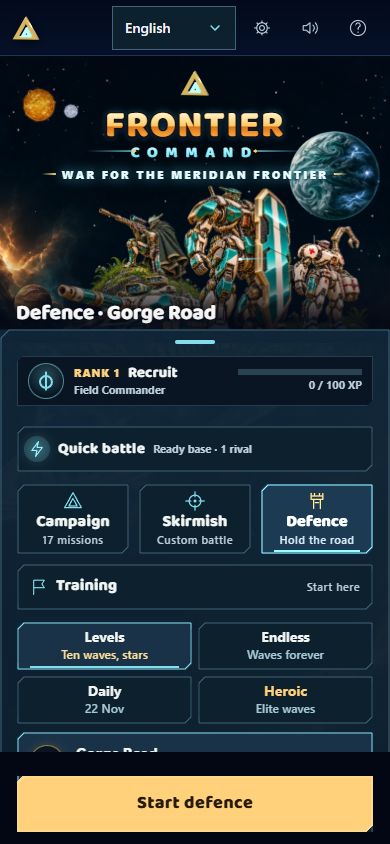 English
FRONTIER
COMMAND
WAR FOR THE MERIDIAN FRONTIER
Defence · Gorge Road
RANK 1 Recruit
Field Commander
0 / 100 XP
Quick battle Ready base · 1 rival
Campaign
17 missions
Skirmish
Custom battle
Defence
Hold the road
Training
Start here
Levels
Ten waves, stars
Endless
Waves forever
Daily
22 Nov
Heroic
Elite waves
Gorge Road
Start defence